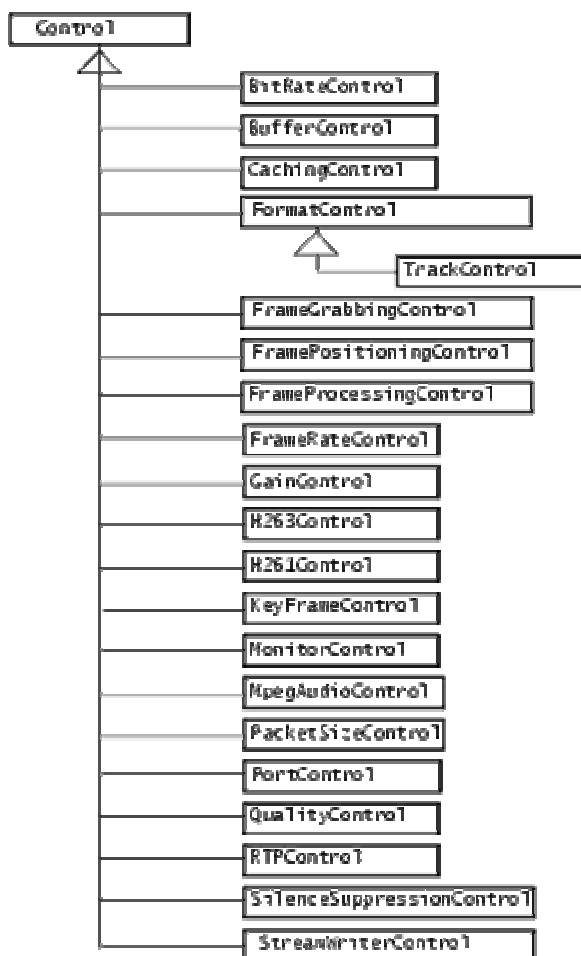 Control
BitRateControl
BufferControl
CachingControl
FormatControl
TrackControl
FrameGrabbingControl
FramePositioningControl
FrameProcessingControl
FrameRateControl
GainControl
H263Control
H261Control
KeyFrameControl
MonitorControl
MpegAudioControl
PacketSizeControl
PortControl
QualityControl
RTPControl
SilenceSuppressionControl
StreamWriterControl